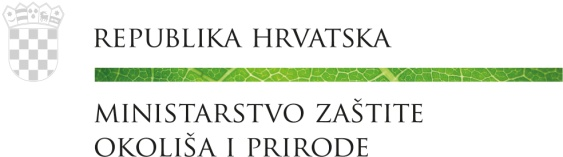 REPUBLIKA HRVATSKA
MINISTARSTVO ZAŠTITE
OKOLIŠA I PRIRODE